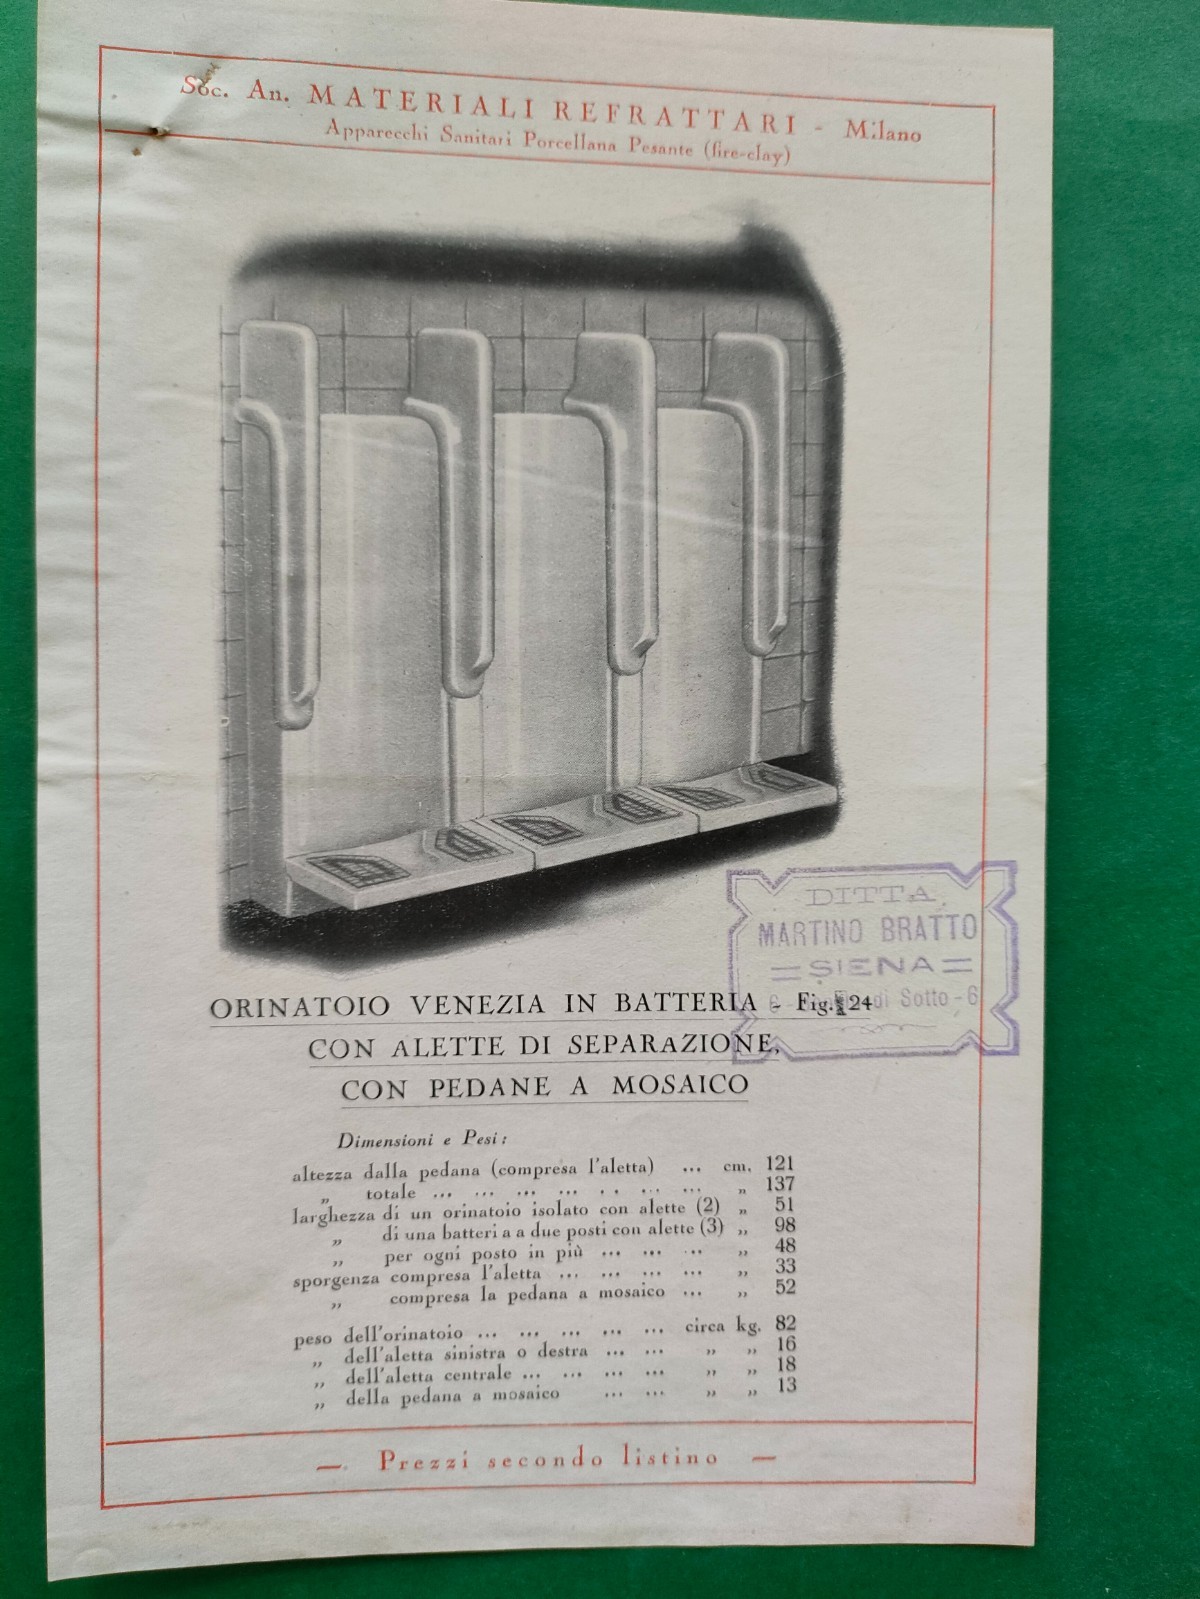 Soc. An. MATERIALI REFRATTARI - Milano
Apparecchi Sanitari Porcellana Pesante (fire-clay)
DITTA
MARTINO BRATTO
= SIENA =
di Sotto - 6
ORINATOIO VENEZIA IN BATTERIA - Fig. 24
CON ALETTE DI SEPARAZIONE,
CON PEDANE A MOSAICO
Dimensioni e Pesi:
altezza dalla pedana (compresa l'aletta) ... cm. 121
„ totale ... ... ... ... ... ... ... „ 137
larghezza di un orinatoio isolato con alette (2) „ 51
„ di una batteri a a due posti con alette (3) „ 98
„ per ogni posto in più ... ... ... „ 48
sporgenza compresa l'aletta ... ... ... ... „ 33
„ compresa la pedana a mosaico ... „ 52
peso dell'orinatoio ... ... ... ... ... circa kg. 82
„ dell'aletta sinistra o destra ... ... „ „ 16
„ dell'aletta centrale ... ... ... ... „ „ 18
„ della pedana a mosaico ... ... „ „ 13
— Prezzi secondo listino —